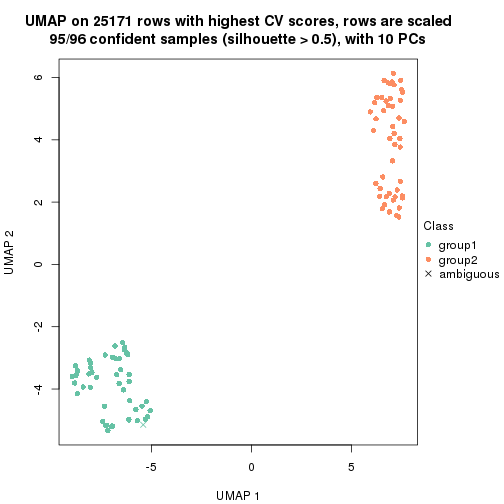 UMAP on 25171 rows with highest CV scores, rows are scaled
95/96 confident samples (silhouette > 0.5), with 10 PCs
6
4
2
0
-2
-4
UMAP 2
-5
0
5
UMAP 1
Class
group1
group2
ambiguous